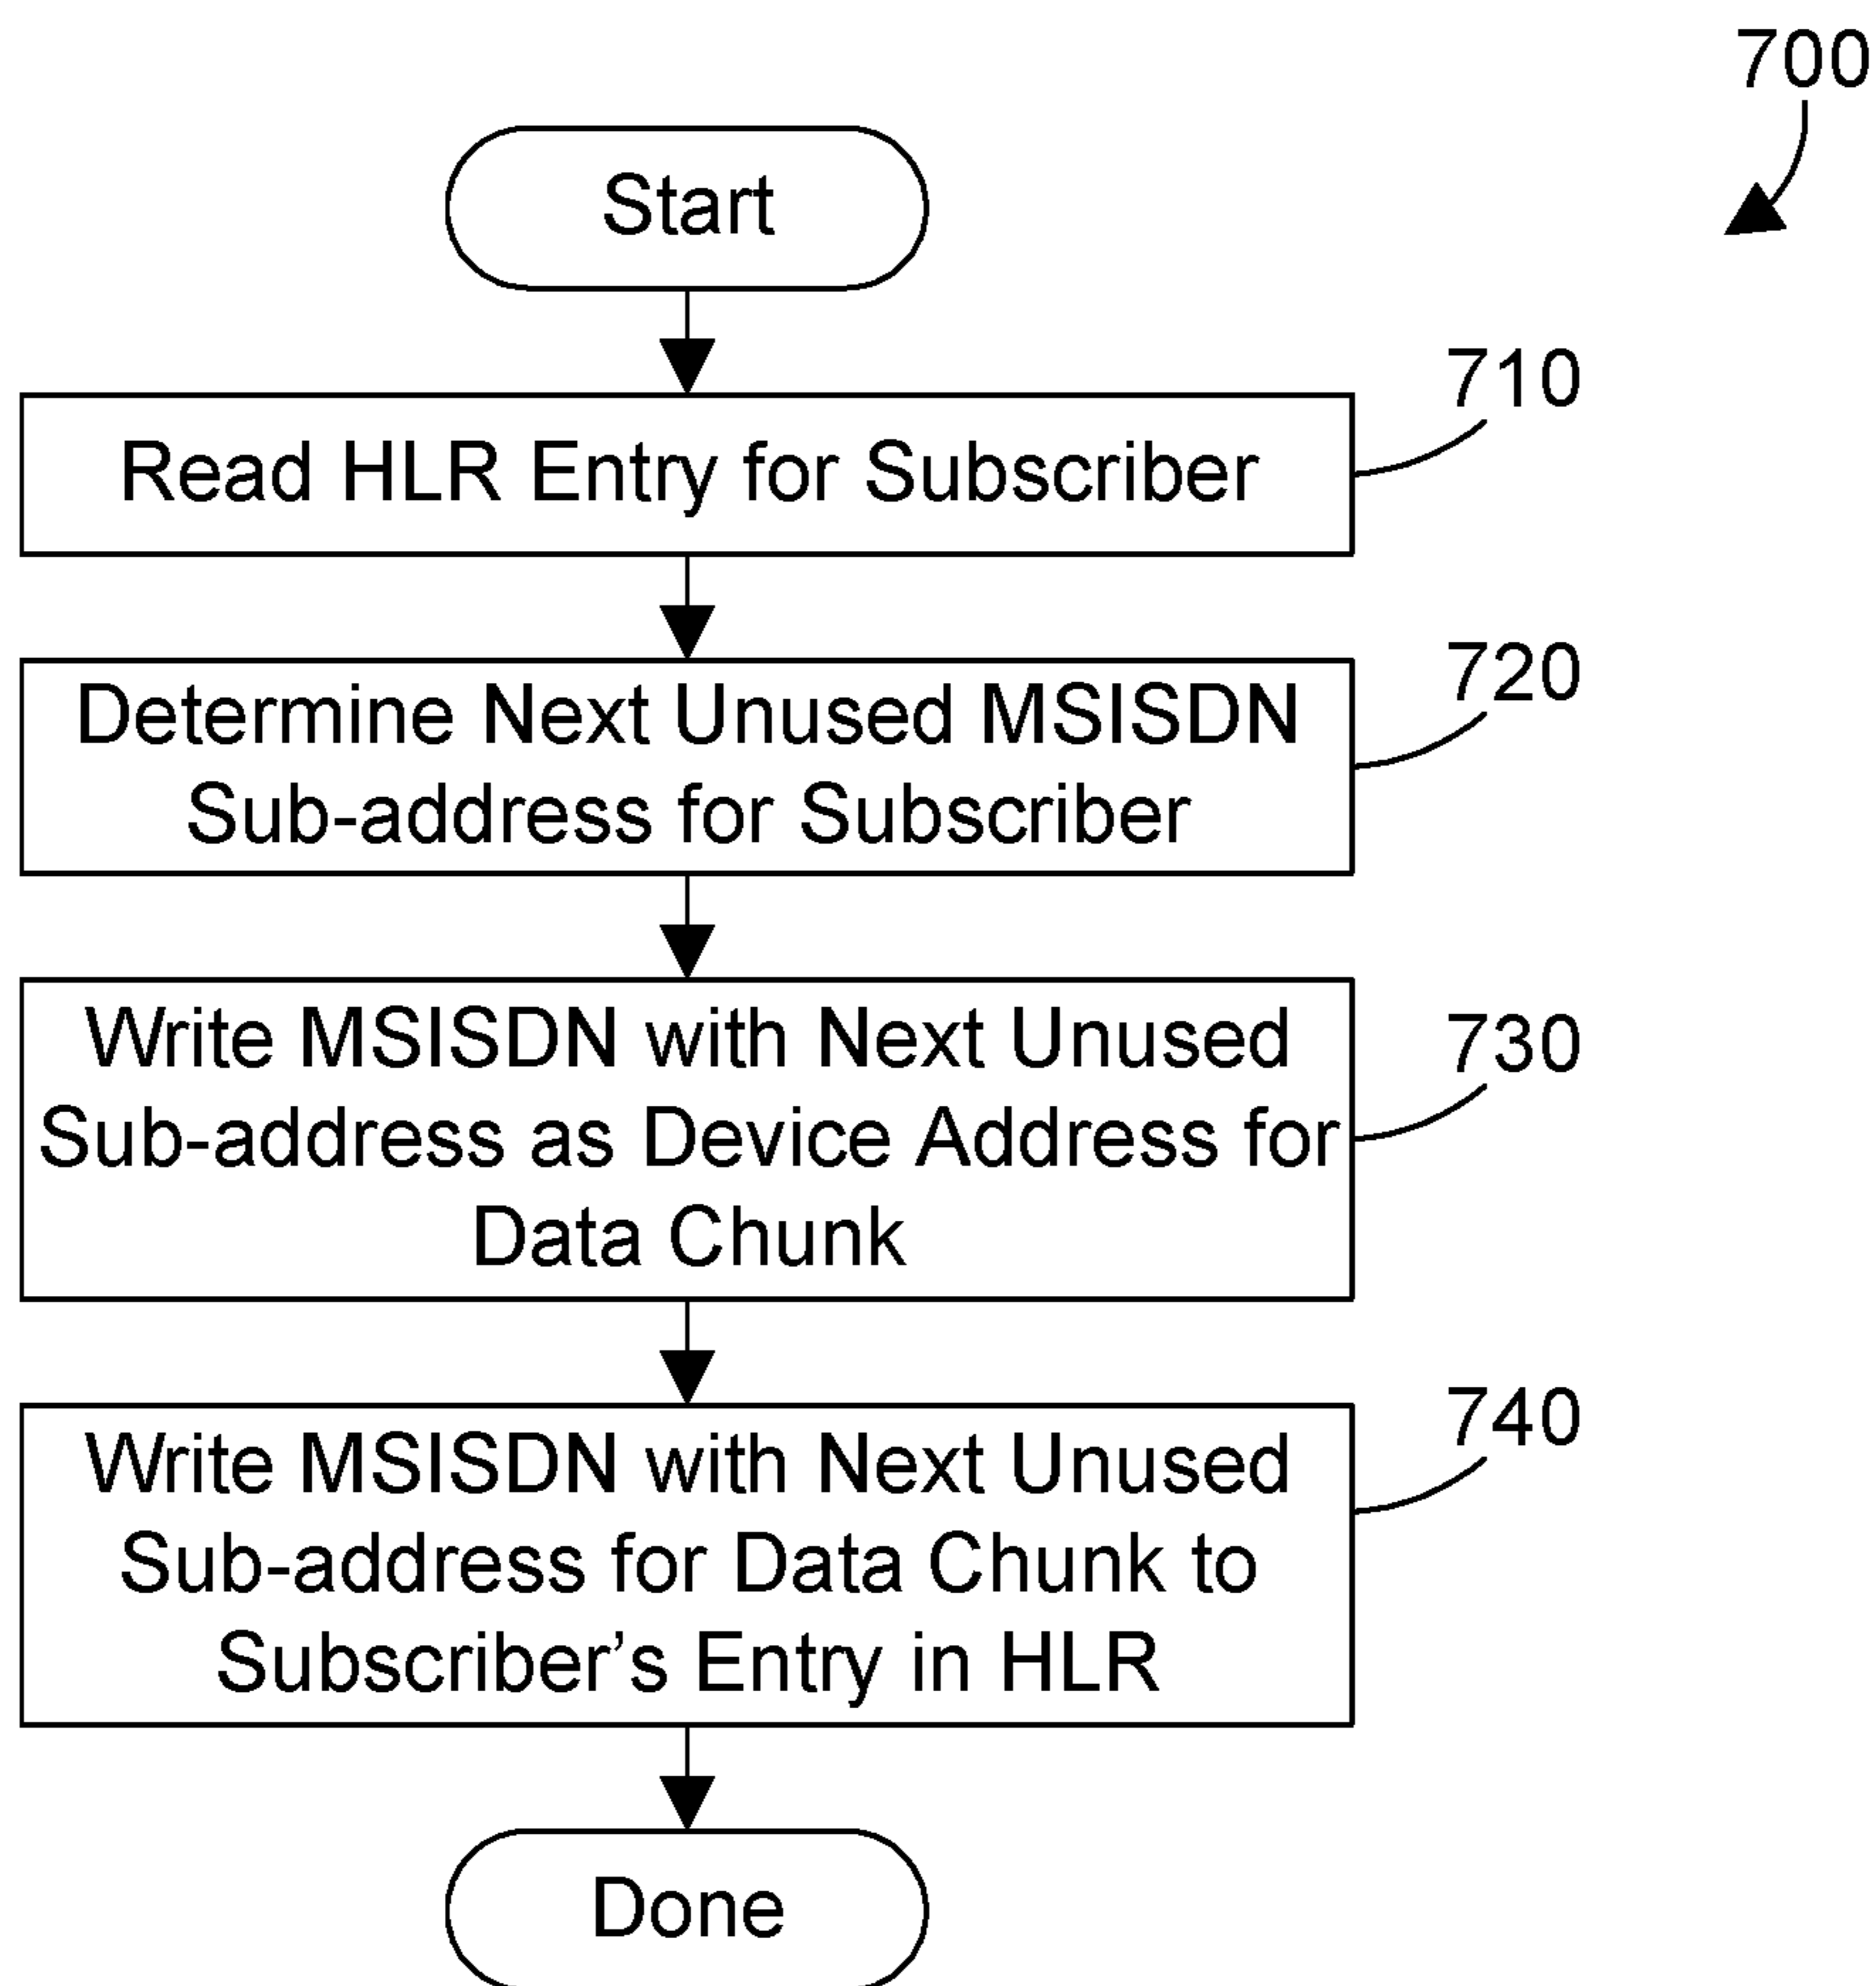 700
Start
710
Read HLR Entry for Subscriber
720
Determine Next Unused MSISDN
Sub-address for Subscriber
730
Write MSISDN with Next Unused
Sub-address as Device Address for
Data Chunk
740
Write MSISDN with Next Unused
Sub-address for Data Chunk to
Subscriber’s Entry in HLR
Done